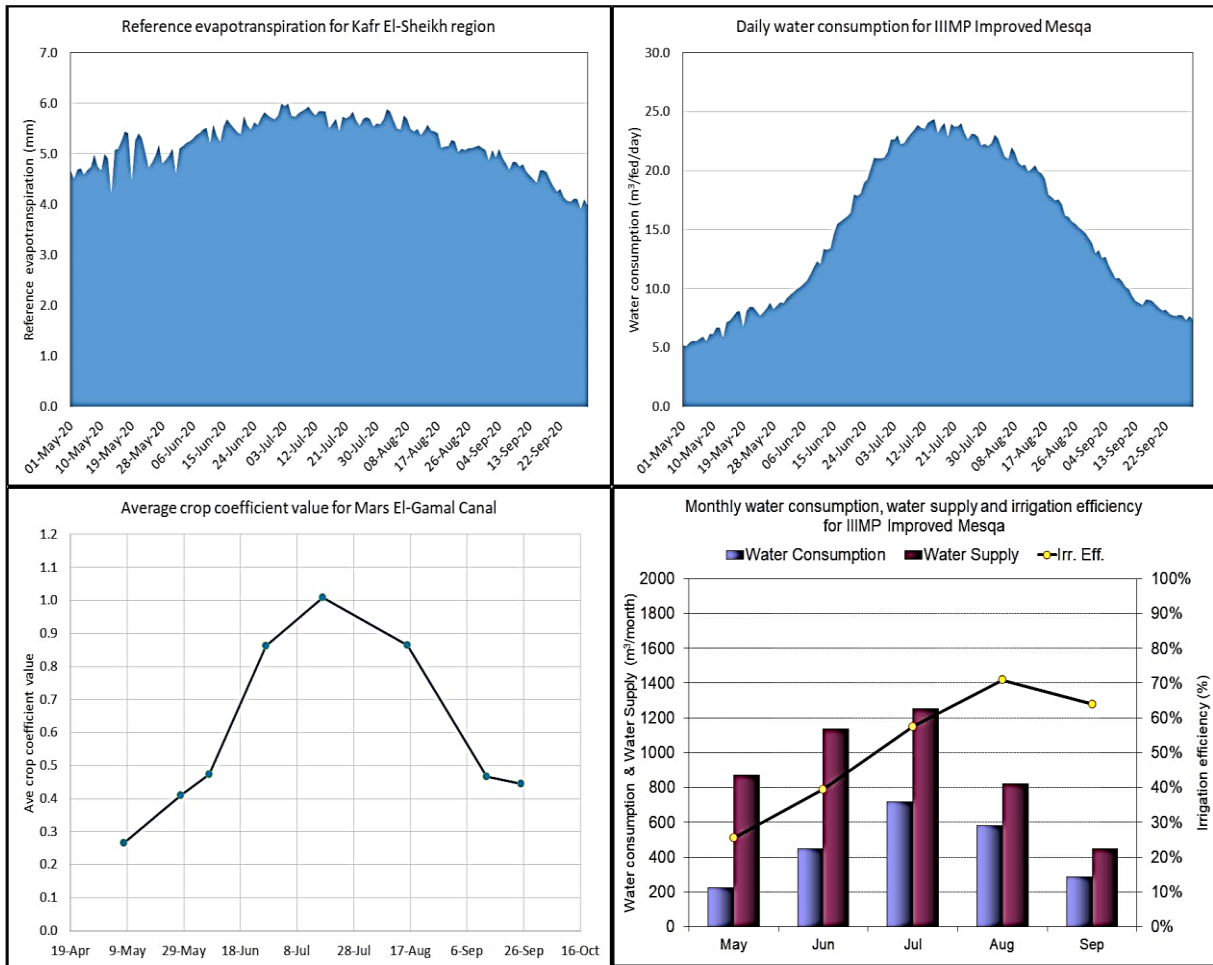 Reference evapotranspiration for Kafr El-Sheikh region
Reference evapotranspiration (mm)
7.0
6.0
5.0
4.0
3.0
2.0
1.0
0.0
01-May-20
10-May-20
19-May-20
28-May-20
06-Jun-20
15-Jun-20
24-Jun-20
03-Jul-20
12-Jul-20
21-Jul-20
30-Jul-20
08-Aug-20
17-Aug-20
26-Aug-20
04-Sep-20
13-Sep-20
22-Sep-20
Daily water consumption for IIIMP Improved Mesqa
Water consumption (m³/fed/day)
30.0
25.0
20.0
15.0
10.0
5.0
0.0
01-May-20
10-May-20
19-May-20
28-May-20
06-Jun-20
15-Jun-20
24-Jun-20
03-Jul-20
12-Jul-20
21-Jul-20
30-Jul-20
08-Aug-20
17-Aug-20
26-Aug-20
04-Sep-20
13-Sep-20
22-Sep-20
Average crop coefficient value for Mars El-Gamal Canal
Ave crop coefficient value
1.2
1.1
1.0
0.9
0.8
0.7
0.6
0.5
0.4
0.3
0.2
0.1
0.0
19-Apr 9-May 29-May 18-Jun 8-Jul 28-Jul 17-Aug 6-Sep 26-Sep 16-Oct
Monthly water consumption, water supply and irrigation efficiency
for IIIMP Improved Mesqa
Water Consumption Water Supply Irr. Eff.
Water consumption & Water Supply (m³/month)
2000
1800
1600
1400
1200
1000
800
600
400
200
0
100%
90%
80%
70%
60%
50%
40%
30%
20%
10%
0%
Irrigation efficiency (%)
May Jun Jul Aug Sep